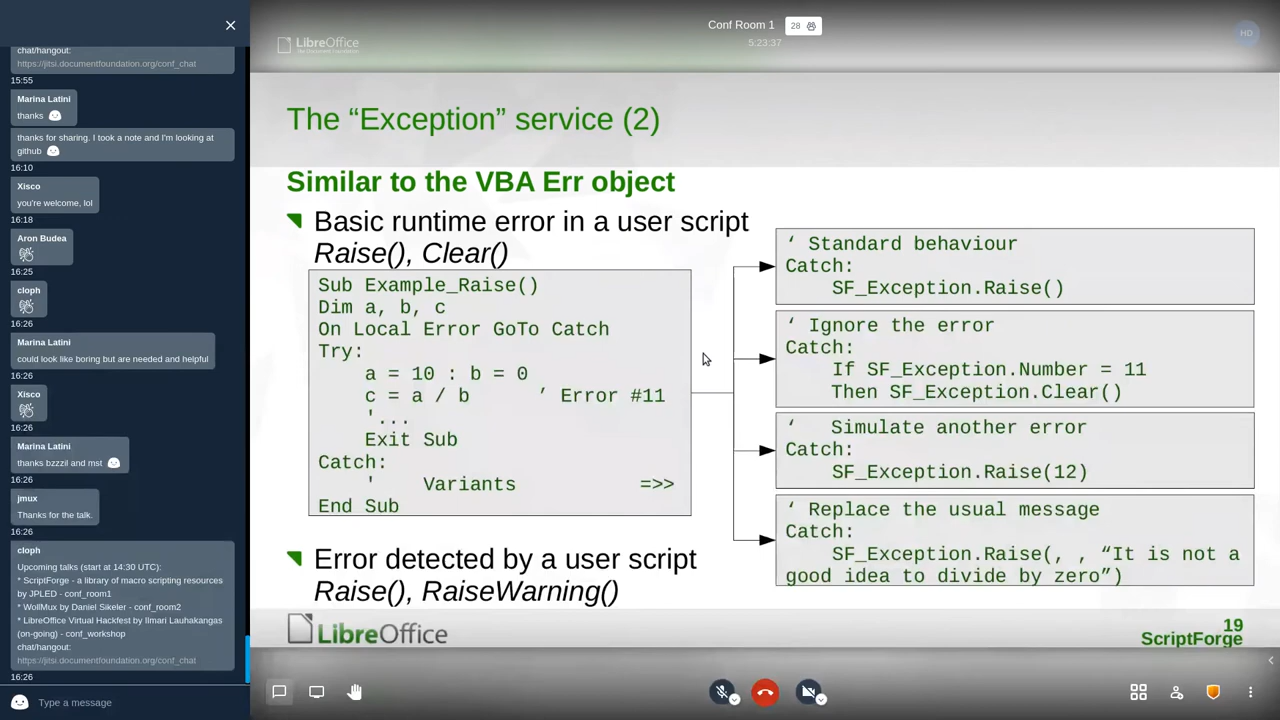 chat/hangout:
https://jitsi.documentfoundation.org/conf_chat
15:55
Marina Latini
thanks
thanks for sharing. I took a note and I'm looking at
github
16:10
Xisco
you're welcome, lol
16:18
Aron Budea
16:25
cloph
16:26
Marina Latini
could look like boring but are needed and helpful
16:26
Xisco
16:26
Marina Latini
thanks bzzzil and mst
16:26
jmux
Thanks for the talk.
16:26
cloph
Upcoming talks (start at 14:30 UTC):
* ScriptForge - a library of macro scripting resources
by JPLED - conf_room1
* WollMux by Daniel Sikeler - conf_room2
* LibreOffice Virtual Hackfest by Ilmari Lauhakangas
(on-going) - conf_workshop
chat/hangout:
https://jitsi.documentfoundation.org/conf_chat
16:26
Type a message
LibreOffice
The Document Foundation
Conf Room 1
28
5:23:37
HD
The “Exception” service (2)
Similar to the VBA Err object
Basic runtime error in a user script
Raise(), Clear()
Sub Example_Raise()
Dim a, b, c
On Local Error GoTo Catch
Try:
a = 10 : b = 0
c = a / b ’ Error #11
'...
Exit Sub
Catch:
' Variants =>>
End Sub
‘ Standard behaviour
Catch:
SF_Exception.Raise()
‘ Ignore the error
Catch:
If SF_Exception.Number = 11
Then SF_Exception.Clear()
‘ Simulate another error
Catch:
SF_Exception.Raise(12)
‘ Replace the usual message
Catch:
SF_Exception.Raise(, , “It is not a
good idea to divide by zero”)
Error detected by a user script
Raise(), RaiseWarning()
LibreOffice
19
ScriptForge